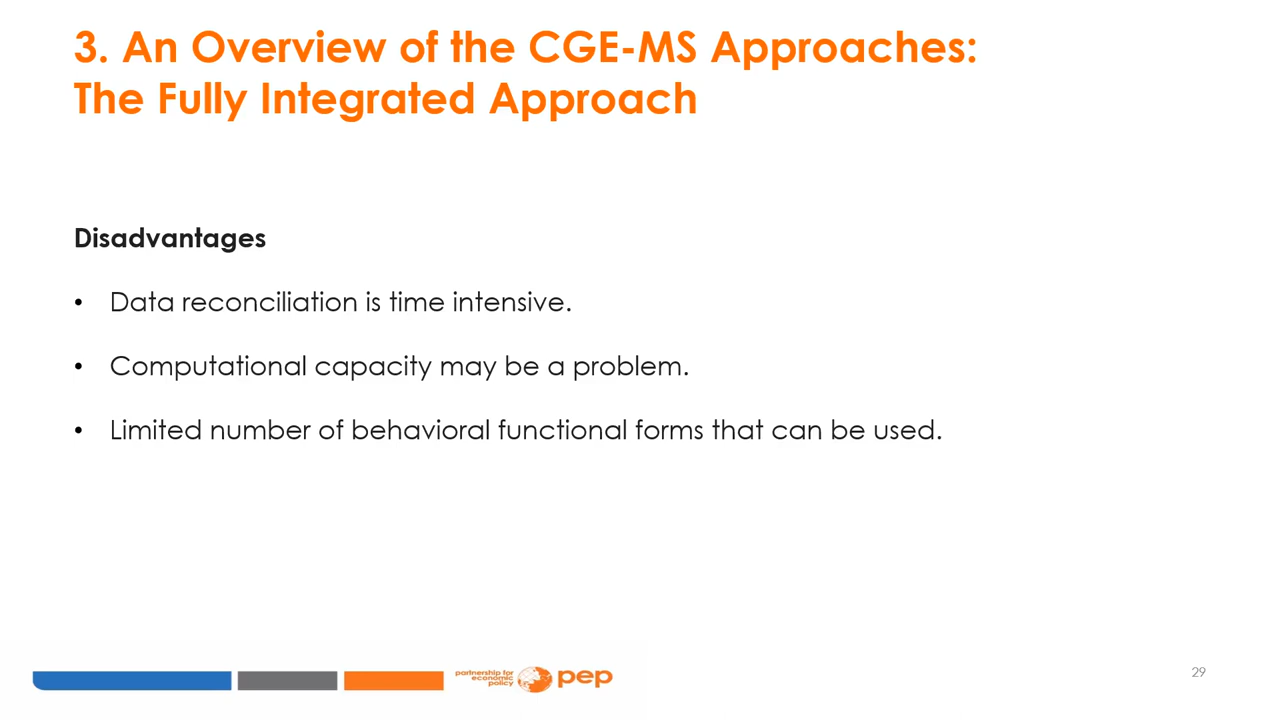 3. An Overview of the CGE-MS Approaches:
The Fully Integrated Approach
Disadvantages
• Data reconciliation is time intensive.
• Computational capacity may be a problem.
• Limited number of behavioral functional forms that can be used.
partnership for
economic
policy
pep
29